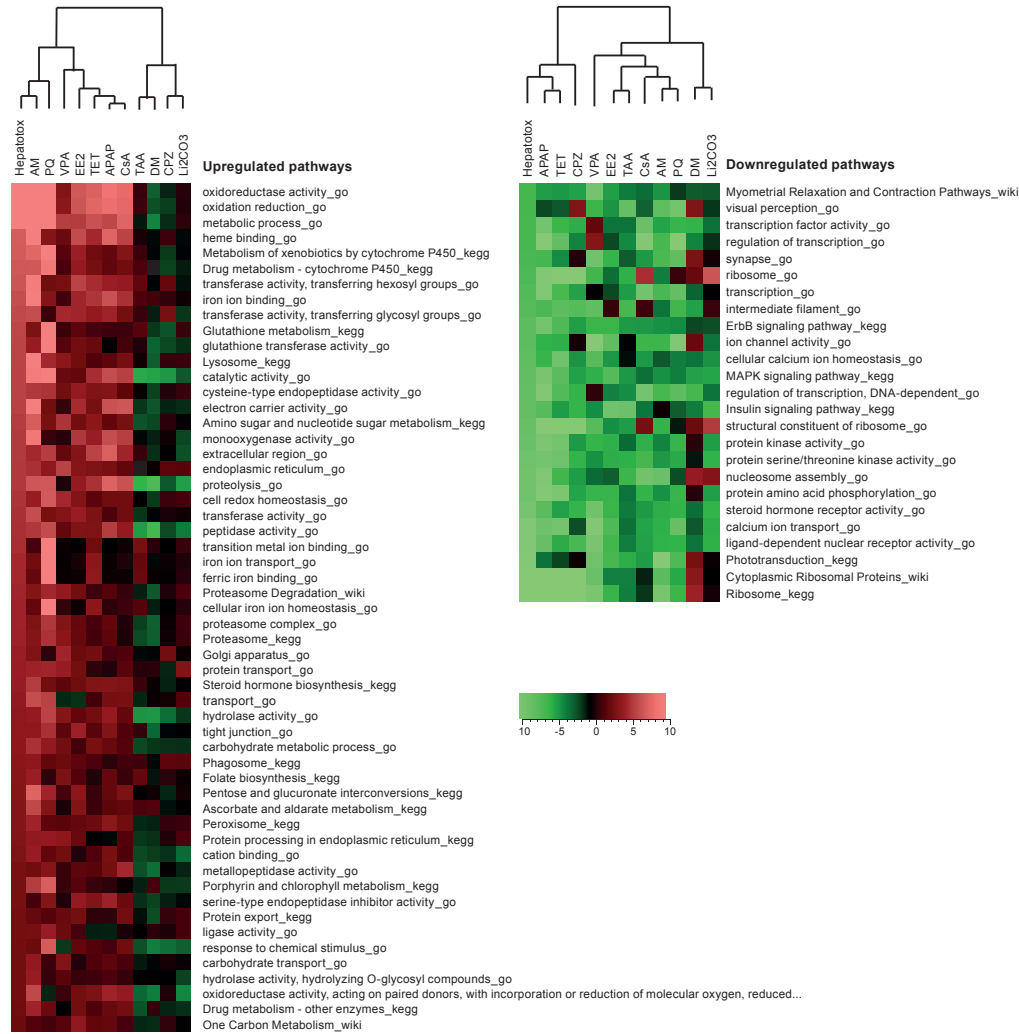 Hepatotox
AM
PQ
VPA
EE2
TET
APAP
CsA
TAA
DM
CPZ
Li2CO3
Upregulated pathways
oxidoreductase activity_go
oxidation reduction_go
metabolic process_go
heme binding_go
Metabolism of xenobiotics by cytochrome P450_kegg
Drug metabolism - cytochrome P450_kegg
transferase activity, transferring hexosyl groups_go
iron ion binding_go
transferase activity, transferring glycosyl groups_go
Glutathione metabolism_kegg
glutathione transferase activity_go
Lysosome_kegg
catalytic activity_go
cysteine-type endopeptidase activity_go
electron carrier activity_go
Amino sugar and nucleotide sugar metabolism_kegg
monooxygenase activity_go
extracellular region_go
endoplasmic reticulum_go
proteolysis_go
cell redox homeostasis_go
transferase activity_go
peptidase activity_go
transition metal ion binding_go
iron ion transport_go
ferric iron binding_go
Proteasome Degradation_wiki
cellular iron ion homeostasis_go
proteasome complex_go
Proteasome_kegg
Golgi apparatus_go
protein transport_go
Steroid hormone biosynthesis_kegg
transport_go
hydrolase activity_go
tight junction_go
carbohydrate metabolic process_go
Phagosome_kegg
Folate biosynthesis_kegg
Pentose and glucuronate interconversions_kegg
Ascorbate and aldarate metabolism_kegg
Peroxisome_kegg
Protein processing in endoplasmic reticulum_kegg
cation binding_go
metallopeptidase activity_go
Porphyrin and chlorophyll metabolism_kegg
serine-type endopeptidase inhibitor activity_go
Protein export_kegg
ligase activity_go
response to chemical stimulus_go
carbohydrate transport_go
hydrolase activity, hydrolyzing O-glycosyl compounds_go
oxidoreductase activity, acting on paired donors, with incorporation or reduction of molecular oxygen, reduced...
Drug metabolism - other enzymes_kegg
One Carbon Metabolism_wiki
Hepatotox
APAP
TET
CPZ
VPA
EE2
TAA
CsA
AM
PQ
DM
Li2CO3
Downregulated pathways
Myometrial Relaxation and Contraction Pathways_wiki
visual perception_go
transcription factor activity_go
regulation of transcription_go
synapse_go
ribosome_go
transcription_go
intermediate filament_go
ErbB signaling pathway_kegg
ion channel activity_go
cellular calcium ion homeostasis_go
MAPK signaling pathway_kegg
regulation of transcription, DNA-dependent_go
Insulin signaling pathway_kegg
structural constituent of ribosome_go
protein kinase activity_go
protein serine/threonine kinase activity_go
nucleosome assembly_go
protein amino acid phosphorylation_go
steroid hormone receptor activity_go
calcium ion transport_go
ligand-dependent nuclear receptor activity_go
Phototransduction_kegg
Cytoplasmic Ribosomal Proteins_wiki
Ribosome_kegg
10 -5 0 5 10